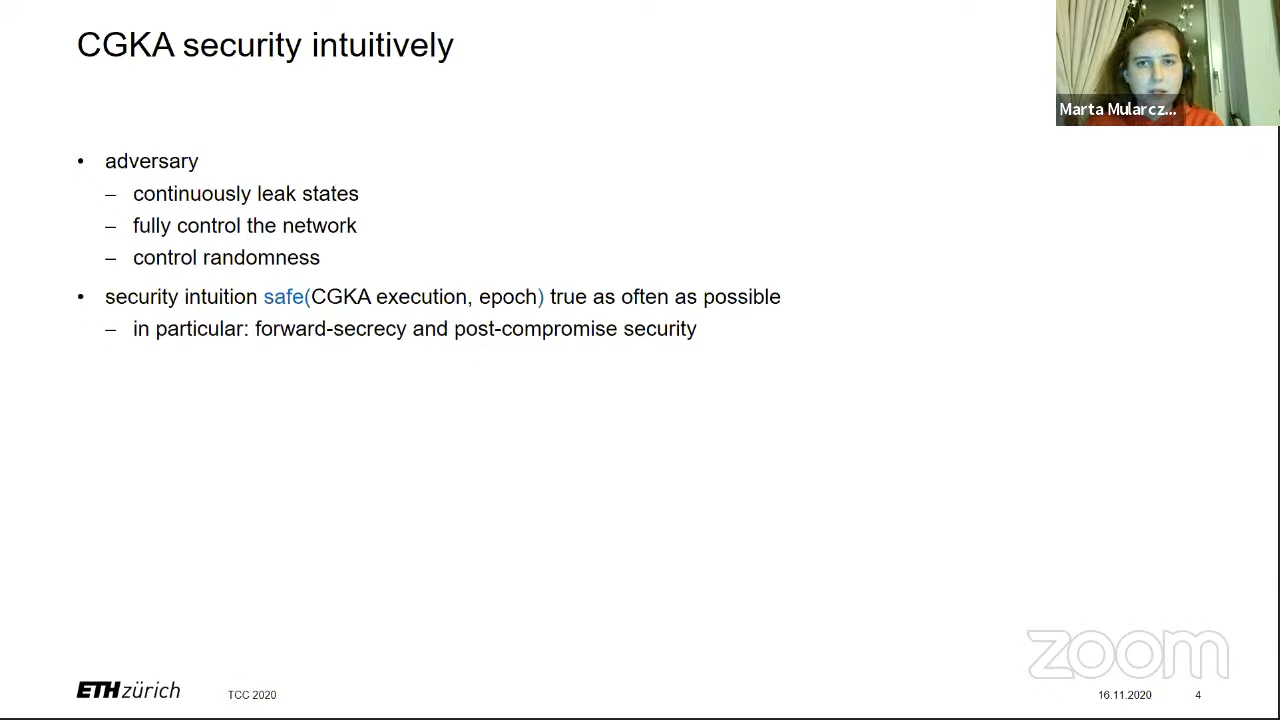 CGKA security intuitively
Marta Mularcz...
• adversary
– continuously leak states
– fully control the network
– control randomness
• security intuition safe(CGKA execution, epoch) true as often as possible
– in particular: forward-secrecy and post-compromise security
zoom
ETH zürich
TCC 2020
16.11.2020
4